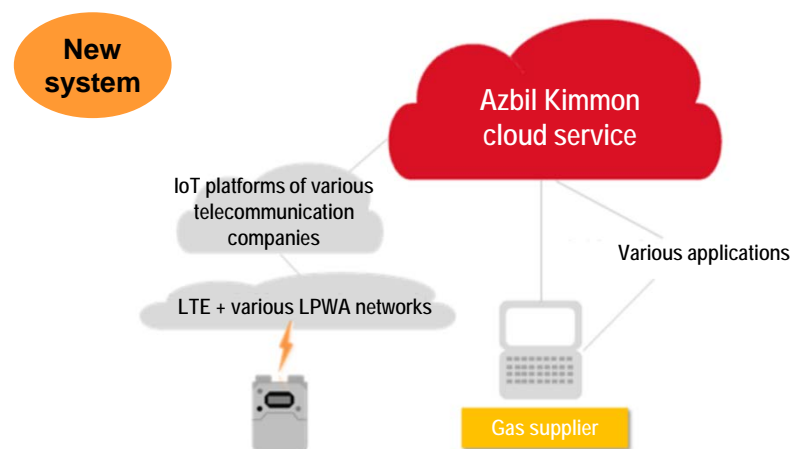 New
system
Azbil Kimmon
cloud service
IoT platforms of various
telecommunication
companies
Various applications
LTE + various LPWA networks
Gas supplier